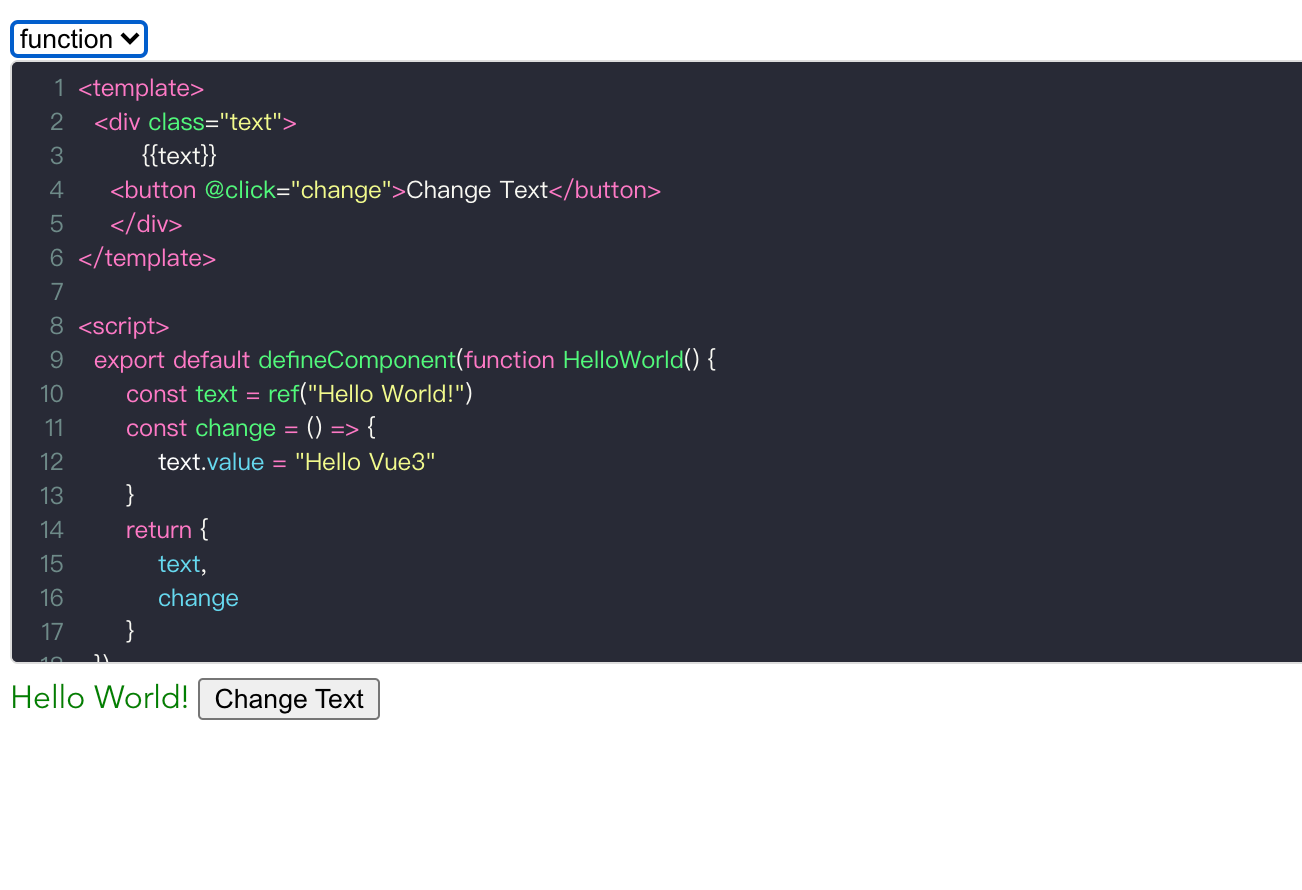 function
1 <template>
2 <div class="text">
3 {{text}}
4 <button @click="change">Change Text</button>
5 </div>
6 </template>
7
8 <script>
9 export default defineComponent(function HelloWorld() {
10 const text = ref("Hello World!")
11 const change = () => {
12 text.value = "Hello Vue3"
13 }
14 return {
15 text,
16 change
17 }
18 })
Hello World! Change Text